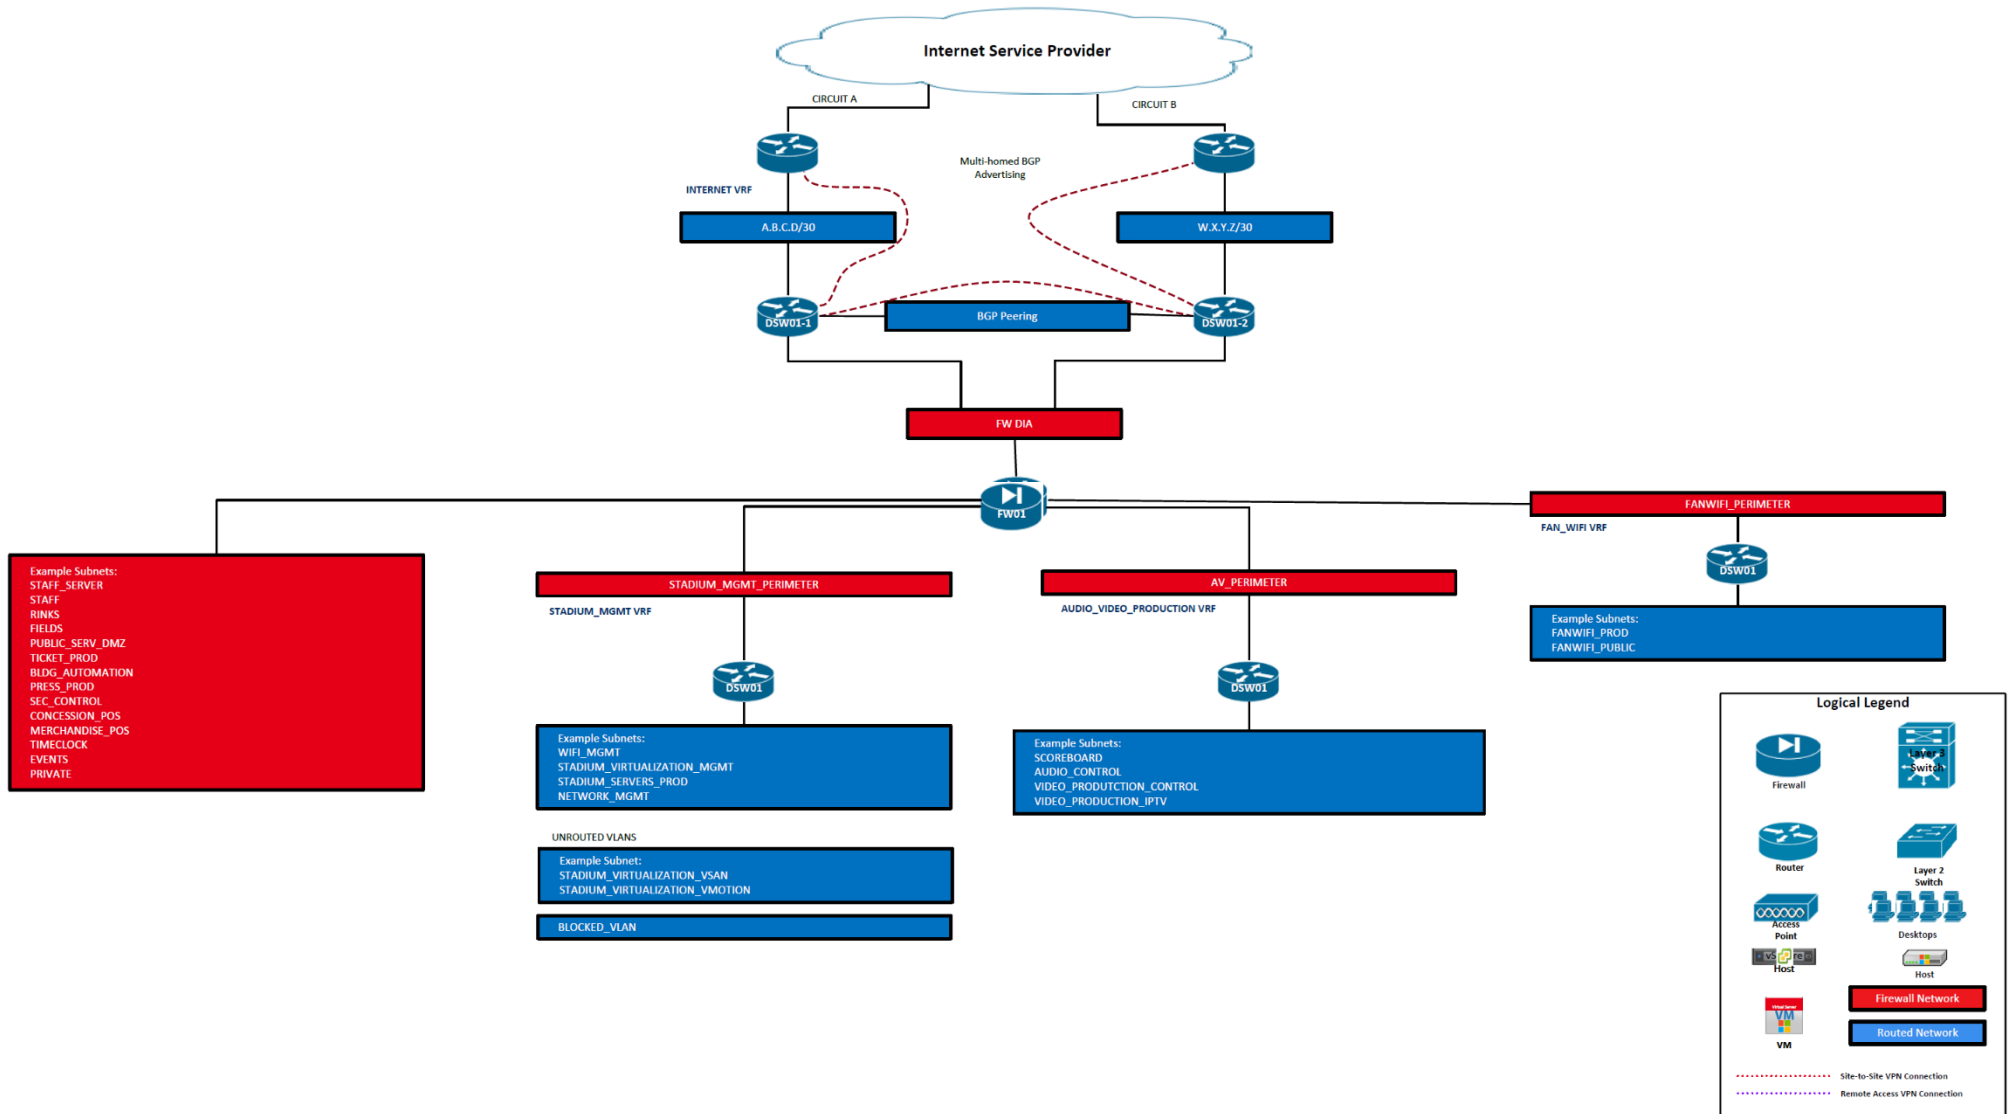 Internet Service Provider
CIRCUIT A
CIRCUIT B
Multi-homed BGP
Advertising
INTERNET VRF
A.B.C.D/30
W.X.Y.Z/30
DSW01-1
BGP Peering
DSW01-2
FW DIA
FW01
FANWIFI_PERIMETER
FAN_WIFI VRF
DSW01
Example Subnets:
FANWIFI_PROD
FANWIFI_PUBLIC
Example Subnets:
STAFF_SERVER
STAFF
RINKS
FIELDS
PUBLIC_SERV_DMZ
TICKET_PROD
BLDG_AUTOMATION
PRESS_PROD
SEC_CONTROL
CONCESSION_POS
MERCHANDISE_POS
TIMECLOCK
EVENTS
PRIVATE
STADIUM_MGMT_PERIMETER
STADIUM_MGMT VRF
DSW01
Example Subnets:
WIFI_MGMT
STADIUM_VIRTUALIZATION_MGMT
STADIUM_SERVERS_PROD
NETWORK_MGMT
UNROUTED VLANS
Example Subnet:
STADIUM_VIRTUALIZATION_VSAN
STADIUM_VIRTUALIZATION_VMOTION
BLOCKED_VLAN
AV_PERIMETER
AUDIO_VIDEO_PRODUCTION VRF
DSW01
Example Subnets:
SCOREBOARD
AUDIO_CONTROL
VIDEO_PRODUTCTION_CONTROL
VIDEO_PRODUCTION_IPTV
Logical Legend
Firewall
Layer 3
Switch
Router
Layer 2
Switch
Access
Point
Desktops
Host
Host
Virtual Server
VM
VM
Firewall Network
Routed Network
Site-to-Site VPN Connection
Remote Access VPN Connection